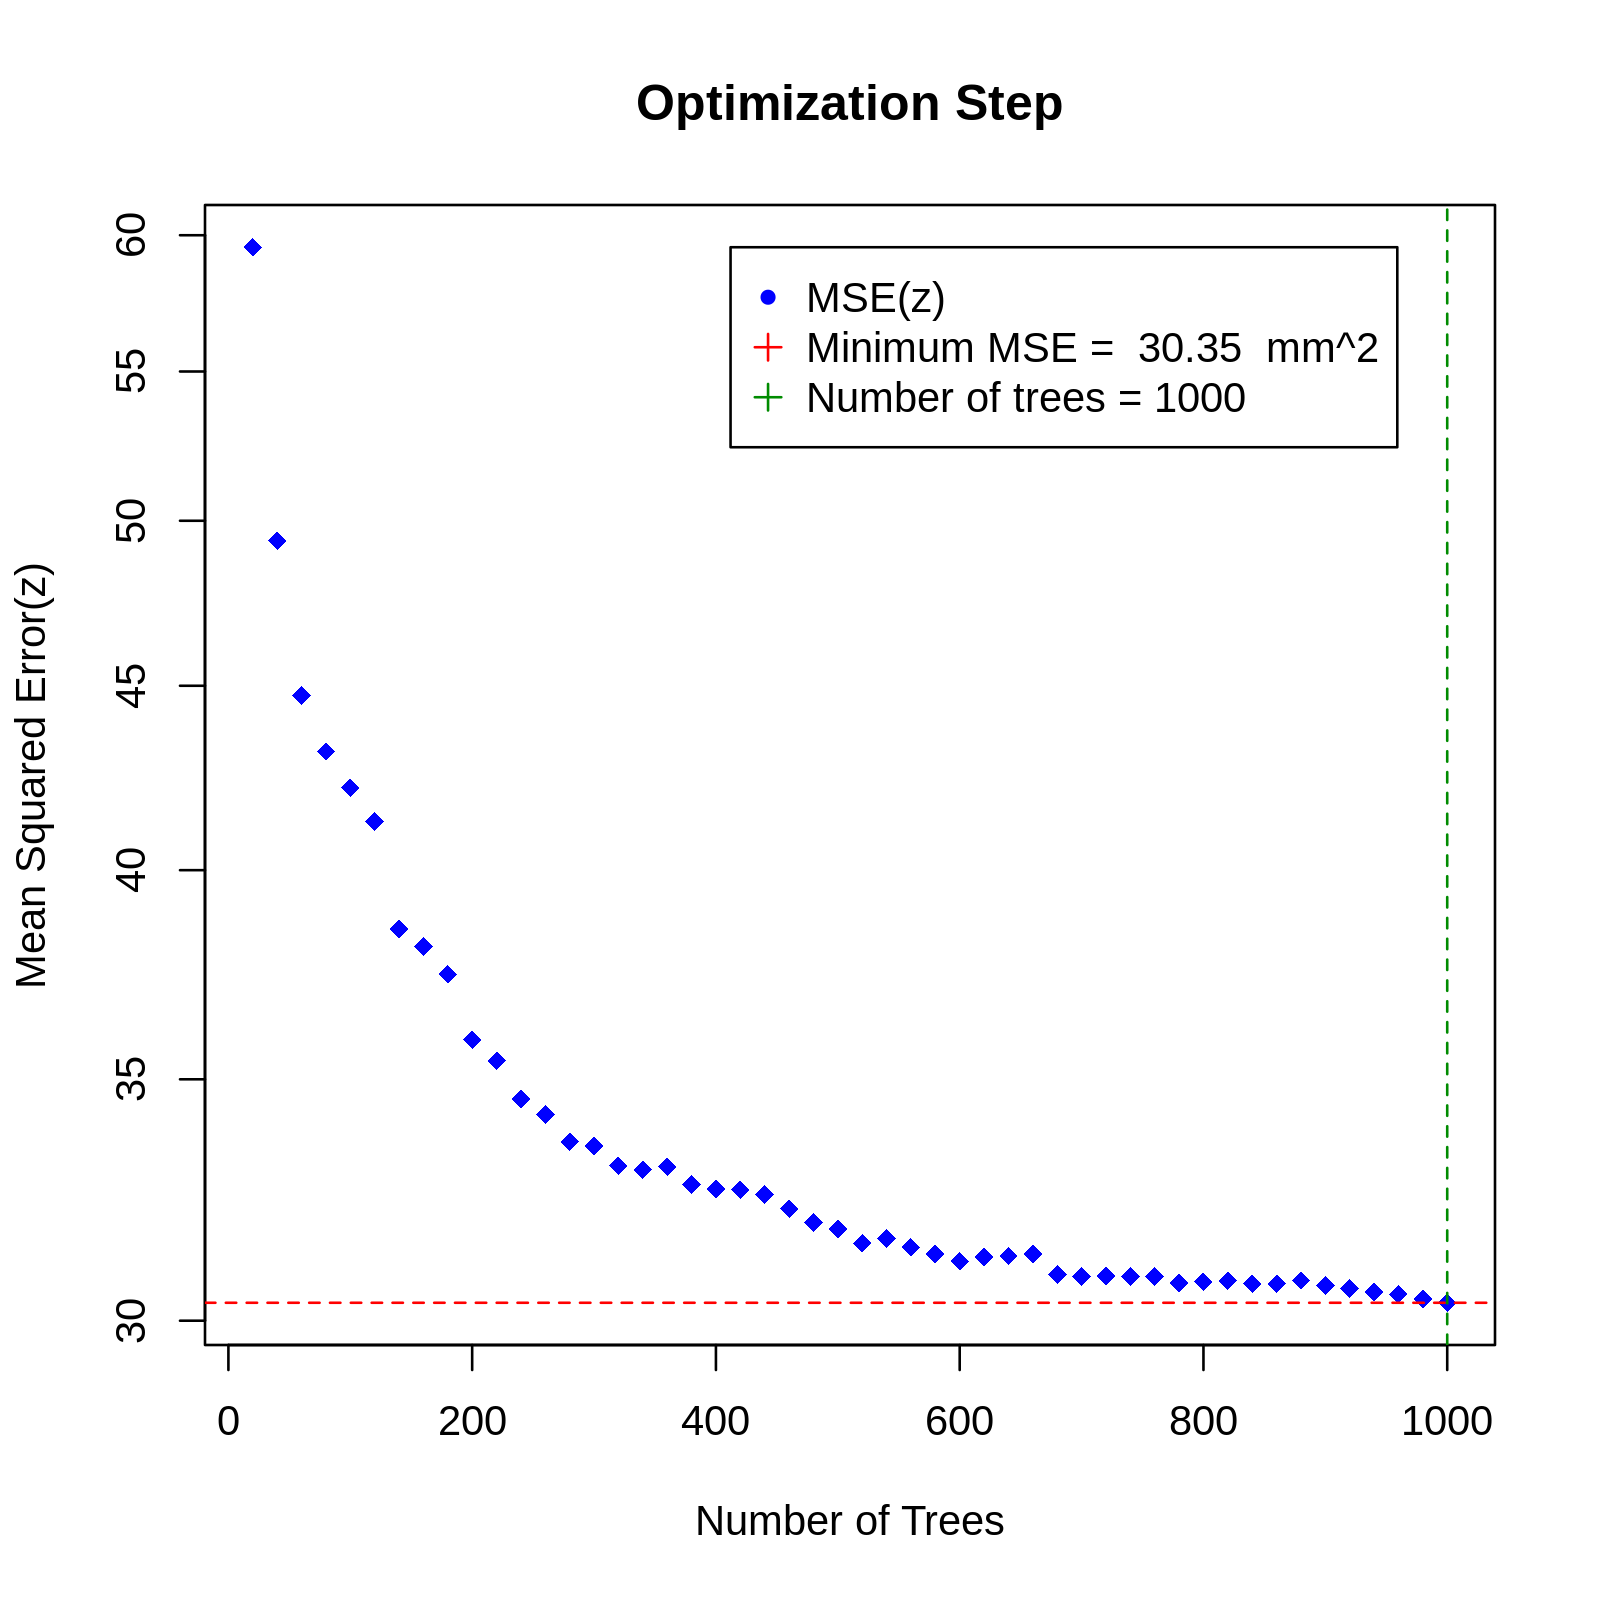 Optimization Step
MSE(z)
Minimum MSE =  30.35  mm^2
Number of trees = 1000
Mean Squared Error(z)
60
55
50
45
40
35
30
0 200 400 600 800 1000
Number of Trees